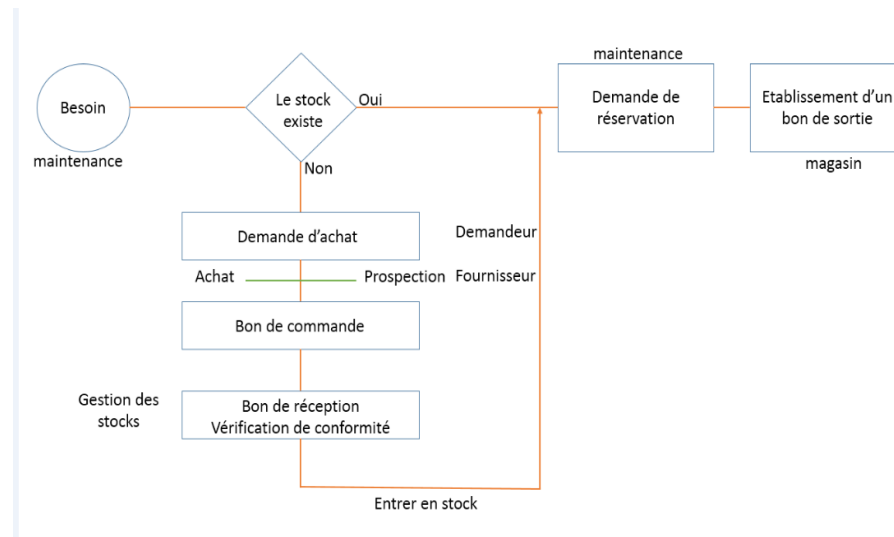 maintenance
Besoin
Le stock
existe
Oui
Demande de
réservation
Etablissement d’un
bon de sortie
maintenance
magasin
Non
Demande d’achat
Demandeur
Achat
Prospection
Fournisseur
Bon de commande
Gestion des
stocks
Bon de réception
Vérification de conformité
Entrer en stock